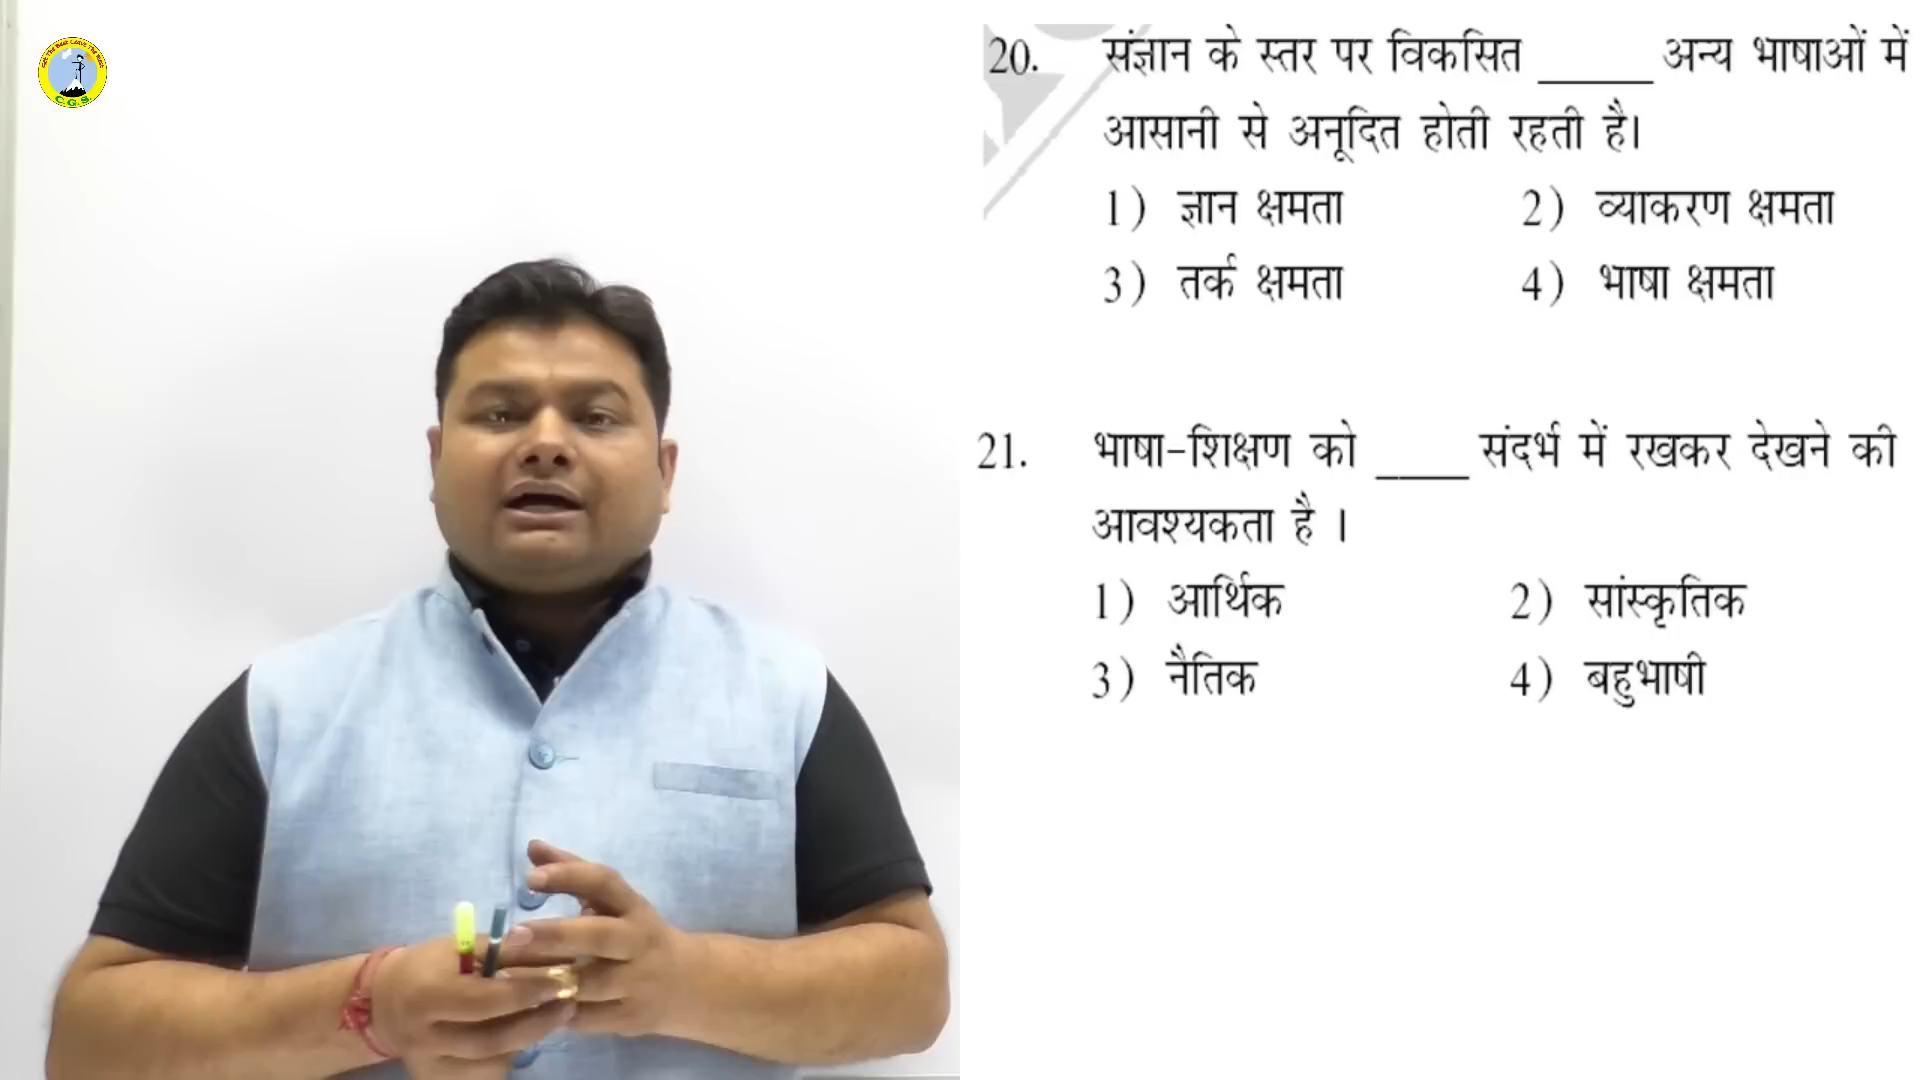 C.G.S.
20. संज्ञान के स्तर पर विकसित _____ अन्य भाषाओं में
आसानी से अनूदित होती रहती है।
1) ज्ञान क्षमता 2) व्याकरण क्षमता
3) तर्क क्षमता 4) भाषा क्षमता
21. भाषा-शिक्षण को ____ संदर्भ में रखकर देखने की
आवश्यकता है ।
1) आर्थिक 2) सांस्कृतिक
3) नैतिक 4) बहुभाषी